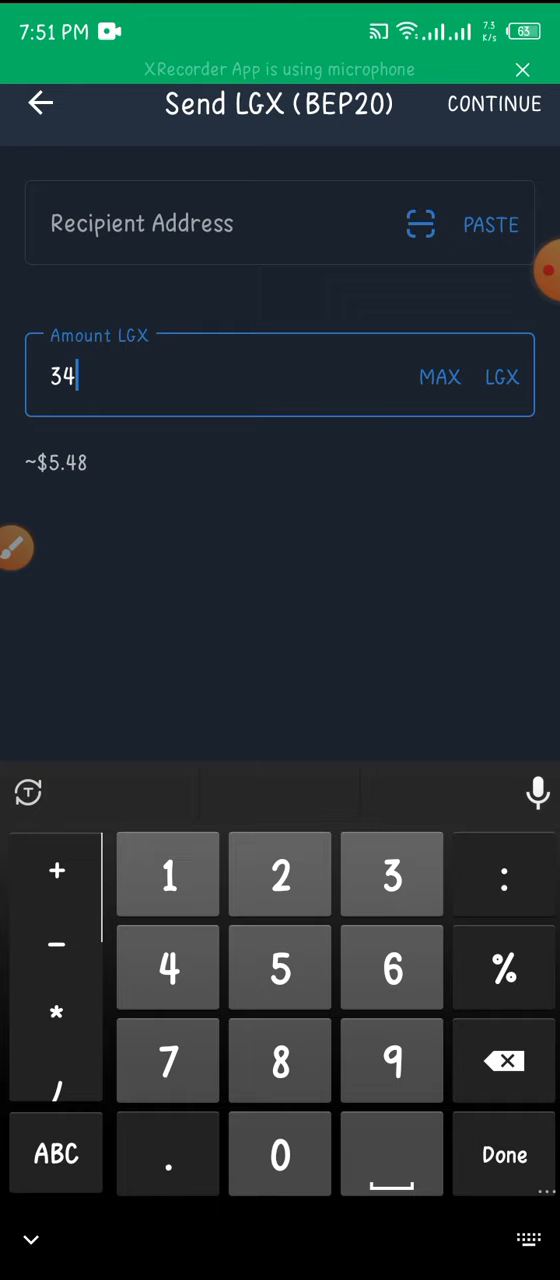 7:51 PM
7.3
K/s
63
XRecorder App is using microphone
Send LGX (BEP20)
CONTINUE
Recipient Address
PASTE
Amount LGX
34
MAX
LGX
~$5.48
T
+
1
2
3
:
-
4
5
6
%
*
7
8
9
,
ABC
.
0
Done
...